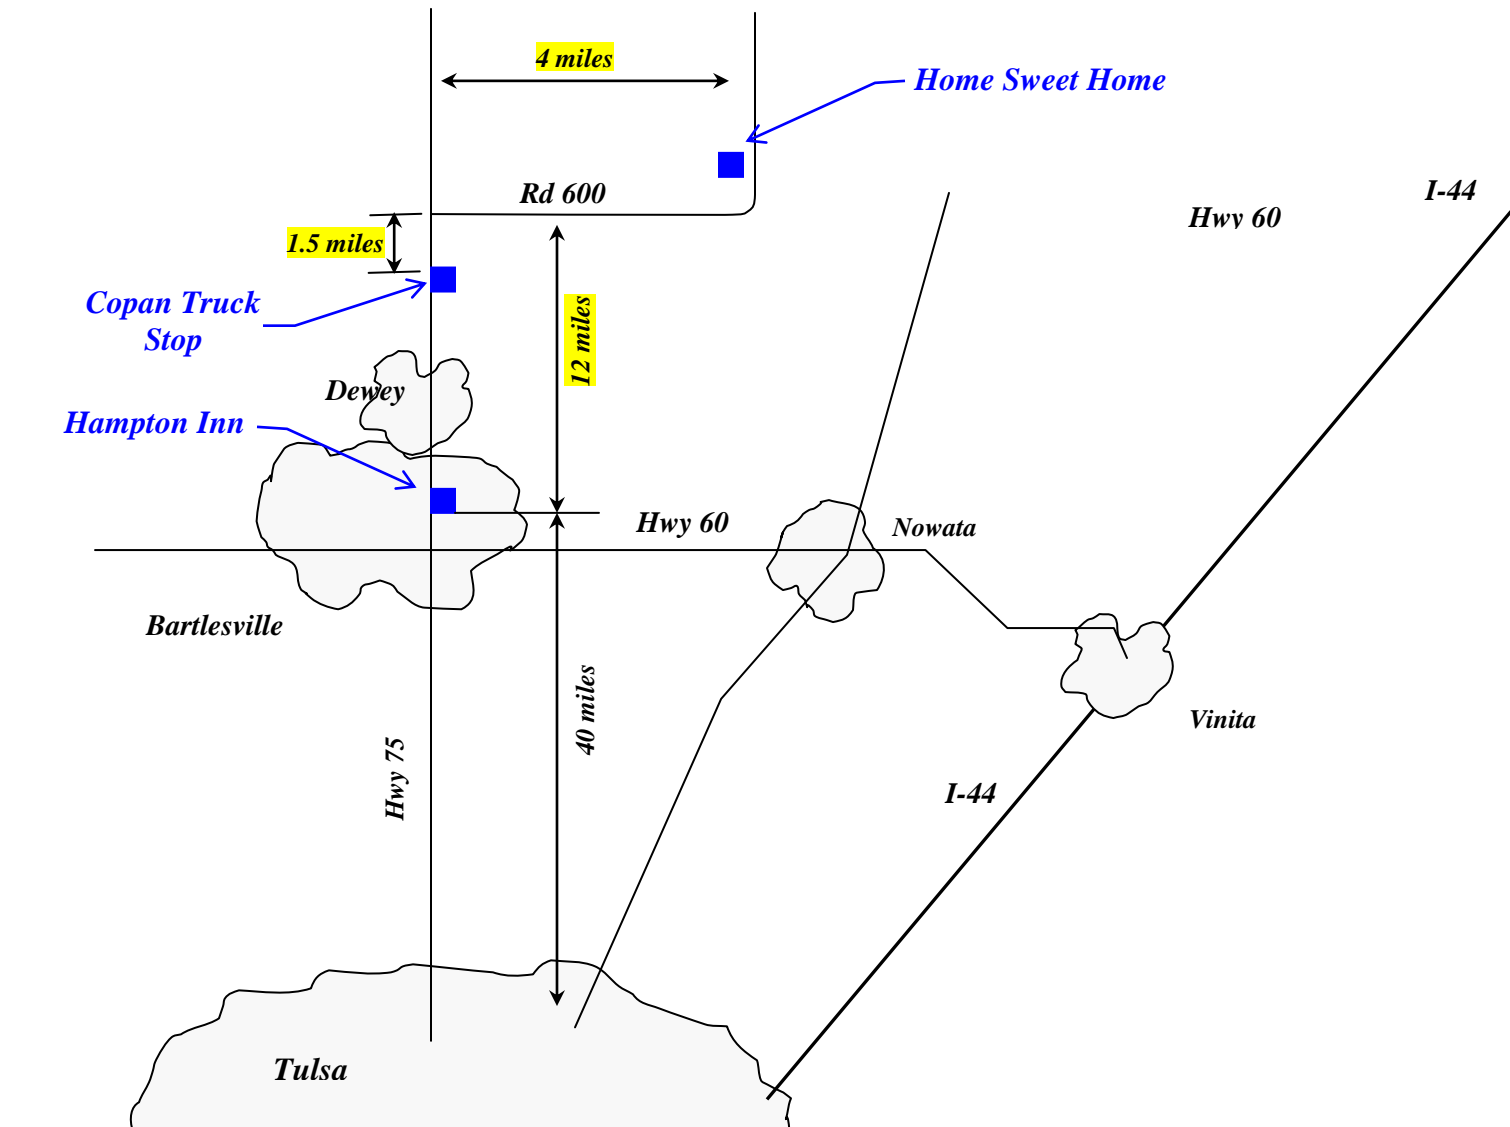 4 miles
Home Sweet Home
Rd 600
I-44
Hwy 60
1.5 miles
Copan Truck
Stop
12 miles
Dewey
Hampton Inn
Hwy 60
Nowata
Bartlesville
40 miles
Vinita
Hwy 75
I-44
Tulsa